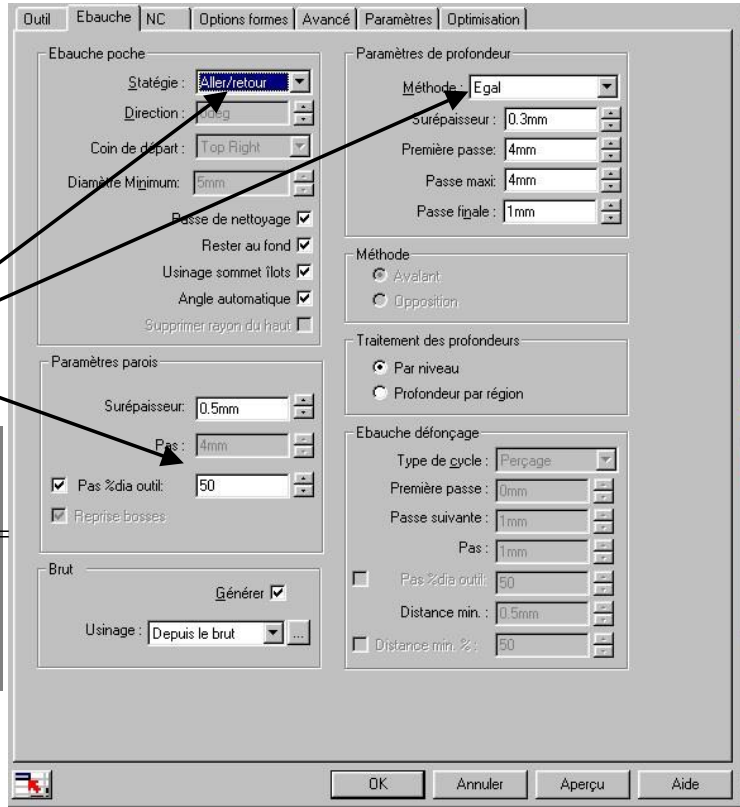 Outil Ebauche NC Options formes Avancé Paramètres Optimisation
Ebauche poche
Statégie : Aller/retour
Direction : 0deg
Coin de départ : Top Right
Diamètre Minimum: 5mm
Passe de nettoyage
Rester au fond
Usinage sommet îlots
Angle automatique
Supprimer rayon du haut
Paramètres parois
Surépaisseur: 0.5mm
Pas : 4mm
Pas %dia outil: 50
Reprise bosses
Brut
Générer
Usinage : Depuis le brut ...
Paramètres de profondeur
Méthode : Egal
Surépaisseur : 0.3mm
Première passe: 4mm
Passe maxi: 4mm
Passe finale : 1mm
Méthode
Avalant
Opposition
Traitement des profondeurs
Par niveau
Profondeur par région
Ebauche défonçage
Type de cycle : Perçage
Première passe : 0mm
Passe suivante : 1mm
Pas : 1mm
Pas %dia outil: 50
Distance min. : 0.5mm
Distance min. % : 50
OK Annuler Aperçu Aide